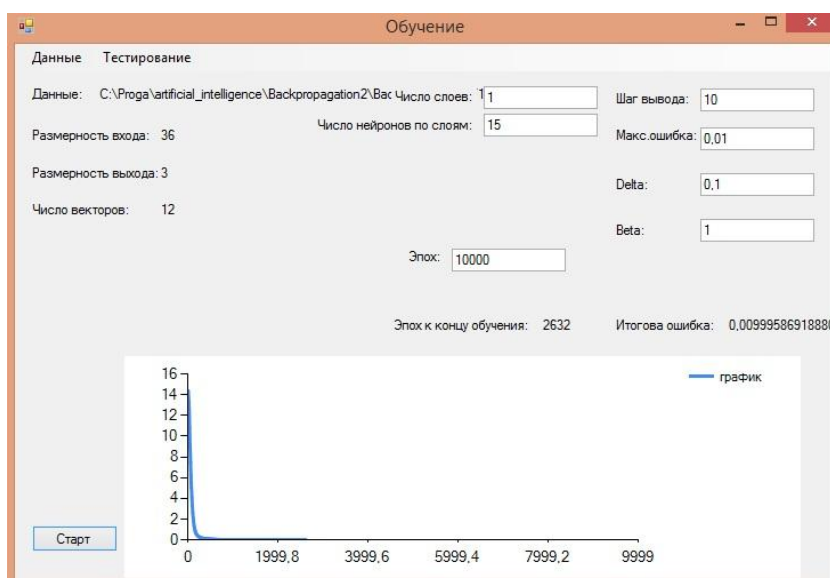 Обучение
Данные Тестирование
Данные: C:\Proga\artificial_intelligence\Backpropagation2\Bac Число слоев: 1 Шаг вывода: 10
Размерность входа: 36 Число нейронов по слоям: 15 Макс.ошибка: 0,01
Размерность выхода: 3 Delta: 0,1
Число векторов: 12 Beta: 1
Эпох: 10000
Эпох к концу обучения: 2632 Итогова ошибка: 0,0099958691888
график
16
14
12
10
8
6
4
2
0
Старт
0 1999,8 3999,6 5999,4 7999,2 9999